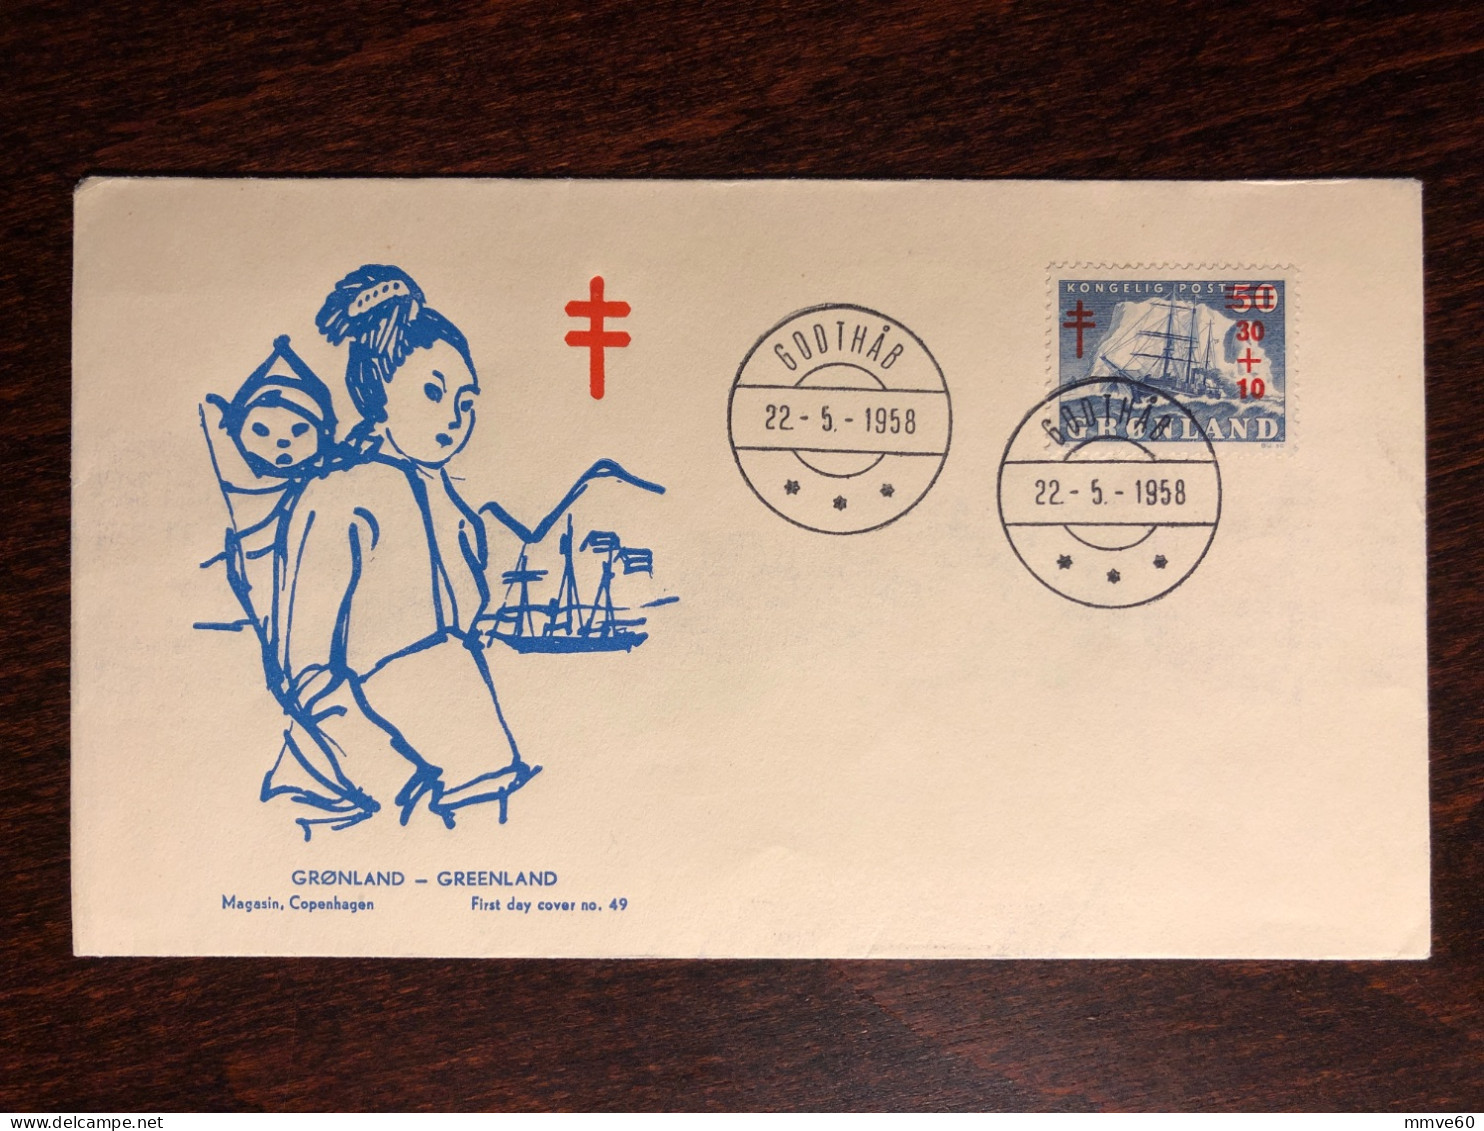 GODTHÅB
22.- 5.- 1958
KONGELIG POST 50
30
+
10
GRØNLAND
GODTHÅB
22.- 5.- 1958
GRØNLAND – GREENLAND
Magasin, Copenhagen First day cover no. 49
mmve60